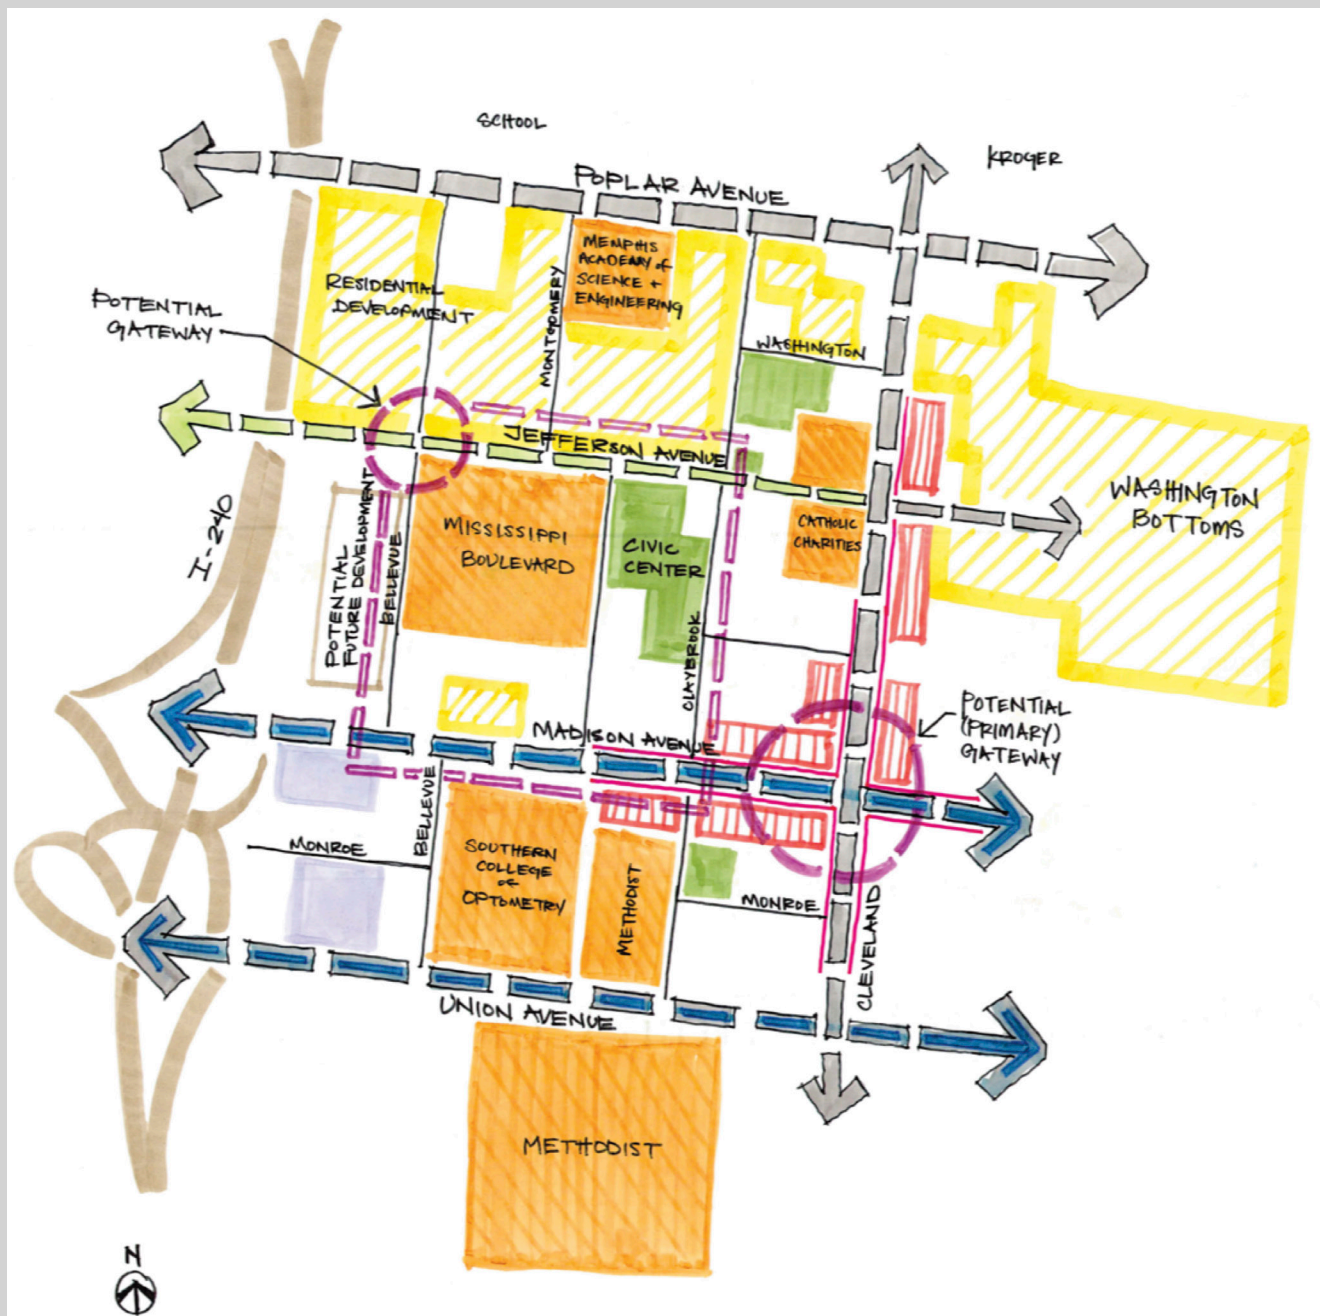 SCHOOL
KROGER
POPLAR AVENUE
MEMPHIS
ACADEMY of
SCIENCE +
ENGINEERING
RESIDENTIAL
DEVELOPMENT
POTENTIAL
GATEWAY
MONTGOMERY
WASHINGTON
JEFFERSON AVENUE
WASHINGTON
BOTTOMS
I-240
POTENTIAL
FUTURE DEVELOPMENT
BELLEVUE
MISSISSIPPI
BOULEVARD
CIVIC
CENTER
CATHOLIC
CHARITIES
CLAYBROOK
POTENTIAL
(PRIMARY)
GATEWAY
MADISON AVENUE
BELLEVUE
MONROE
SOUTHERN
COLLEGE
of
OPTOMETRY
METHODIST
MONROE
CLEVELAND
UNION AVENUE
METHODIST
N